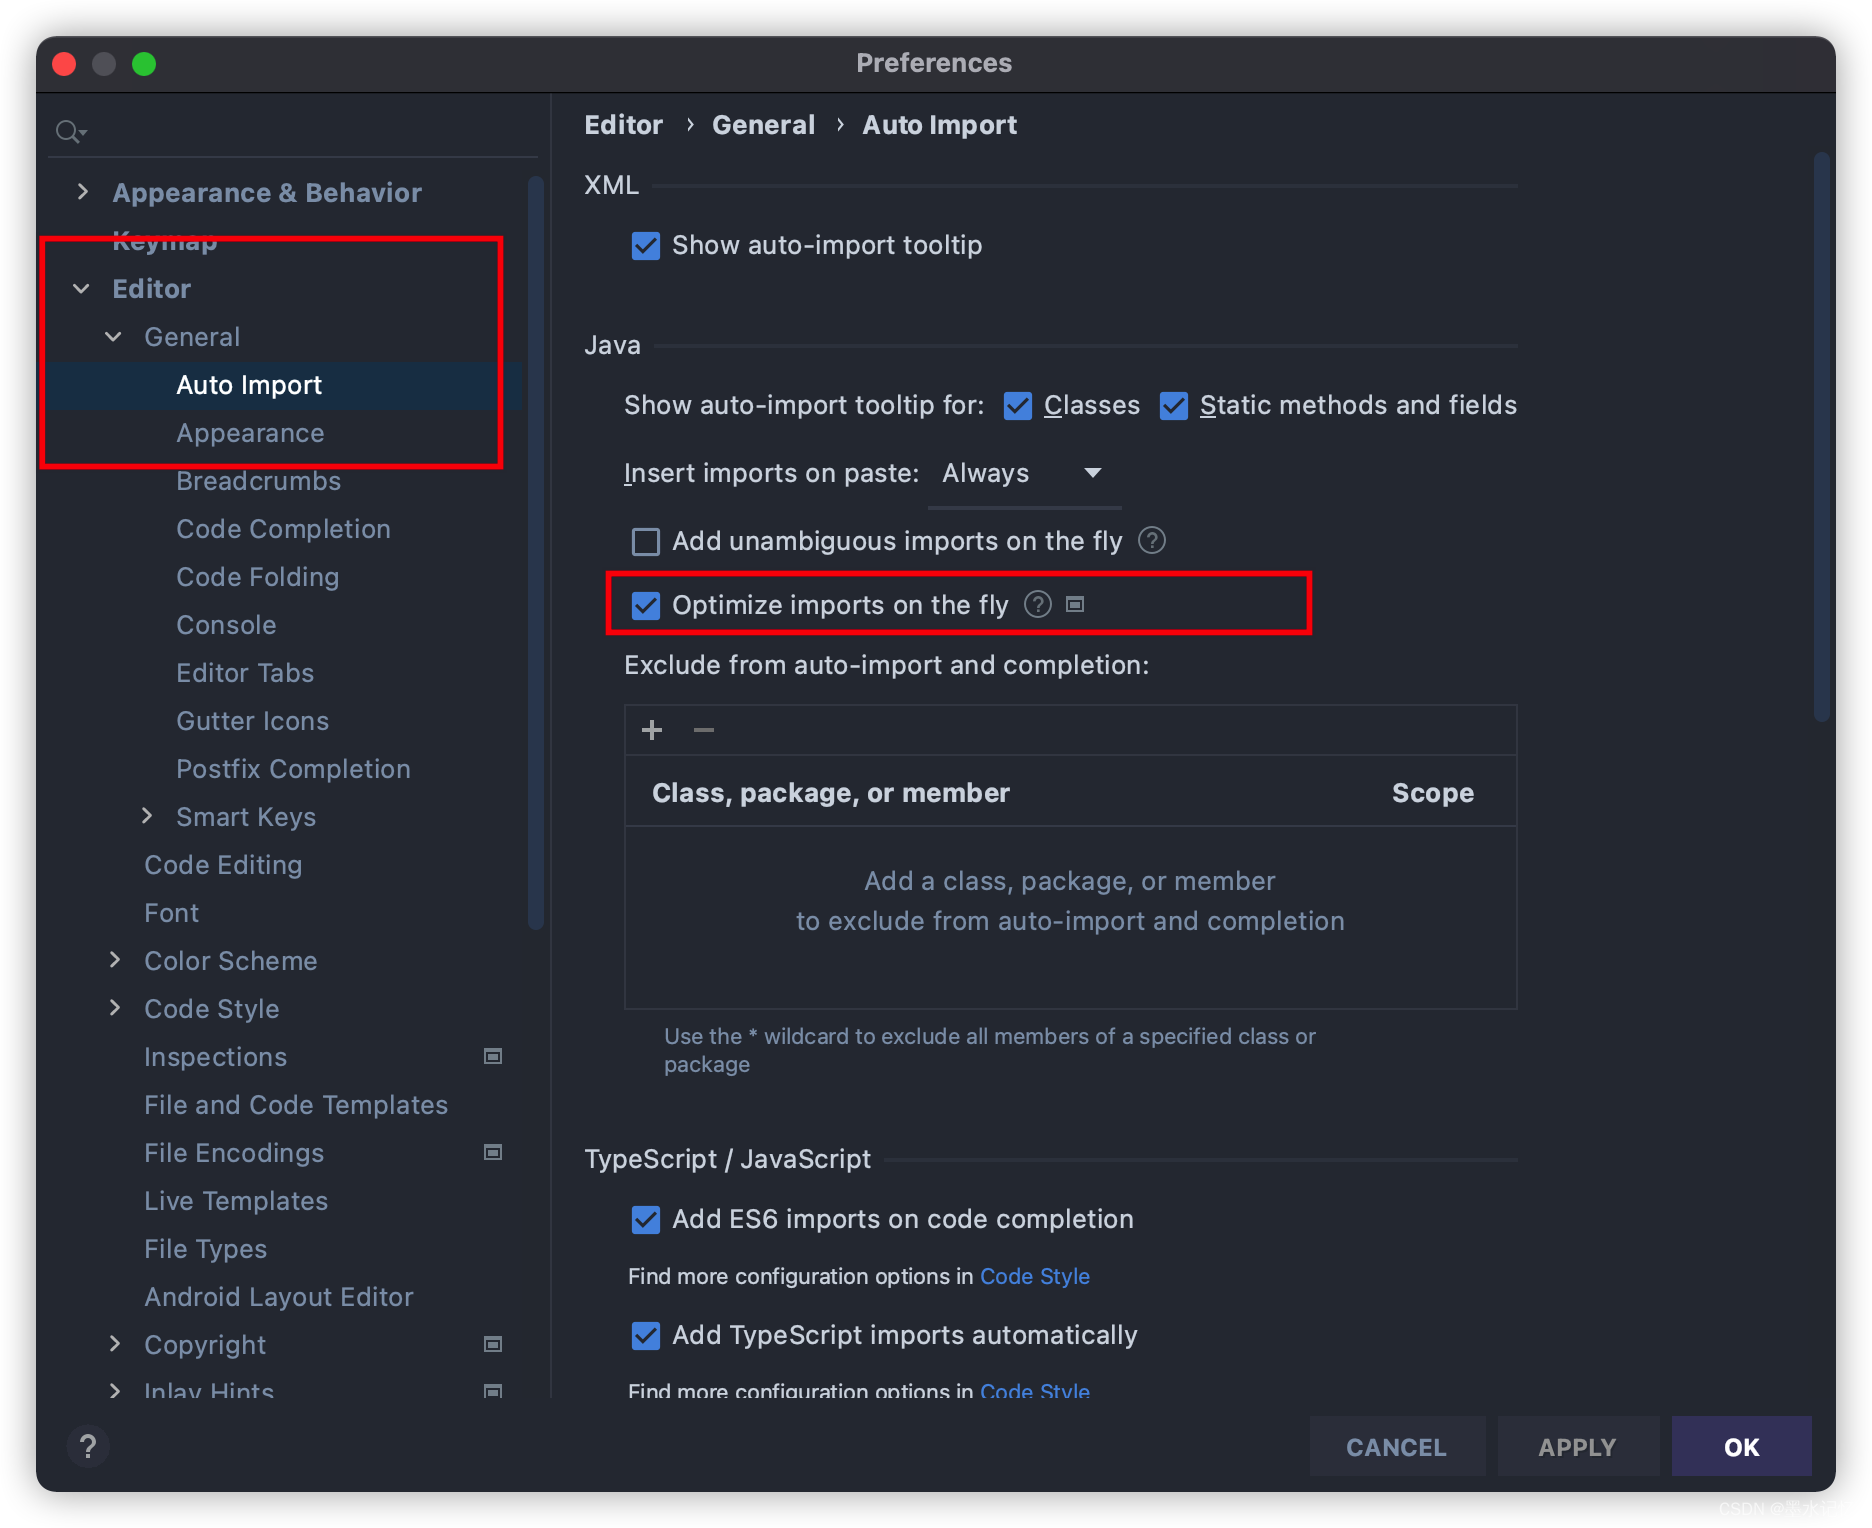 Preferences
Appearance & Behavior
Keymap
Editor
General
Auto Import
Appearance
Breadcrumbs
Code Completion
Code Folding
Console
Editor Tabs
Gutter Icons
Postfix Completion
Smart Keys
Code Editing
Font
Color Scheme
Code Style
Inspections
File and Code Templates
File Encodings
Live Templates
File Types
Android Layout Editor
Copyright
Inlay Hints
?
Editor › General › Auto Import
XML
Show auto-import tooltip
Java
Show auto-import tooltip for: Classes Static methods and fields
Insert imports on paste: Always
Add unambiguous imports on the fly ?
Optimize imports on the fly ?
Exclude from auto-import and completion:
+ −
Class, package, or member Scope
Add a class, package, or member
to exclude from auto-import and completion
Use the * wildcard to exclude all members of a specified class or
package
TypeScript / JavaScript
Add ES6 imports on code completion
Find more configuration options in Code Style
Add TypeScript imports automatically
Find more configuration options in Code Style
CANCEL APPLY OK
CSDN